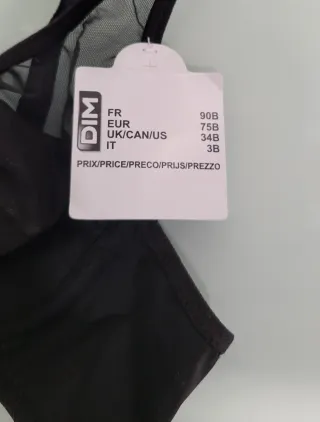 DIM
FR 90B
EUR 75B
UK/CAN/US 34B
IT 3B
PRIX/PRICE/PRECO/PRIJS/PREZZO